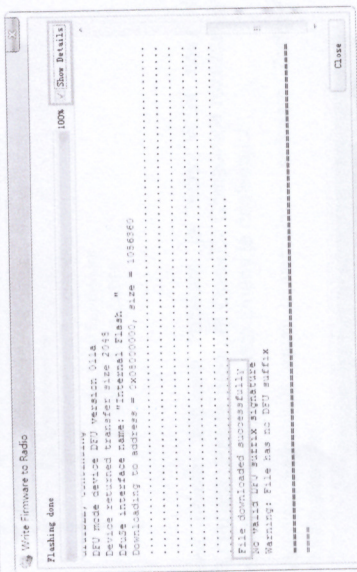 Write Firmware to Radio
Flashing done
100%
Show Details
DFU mode device DFU version 011a
Device returned transfer size 2048
DfuSe interface name: "Internal Flash "
Downloading to address = 0x08000000, size = 1056360
File downloaded successfully
No valid DFU suffix signature
Warning: File has no DFU suffix
Close